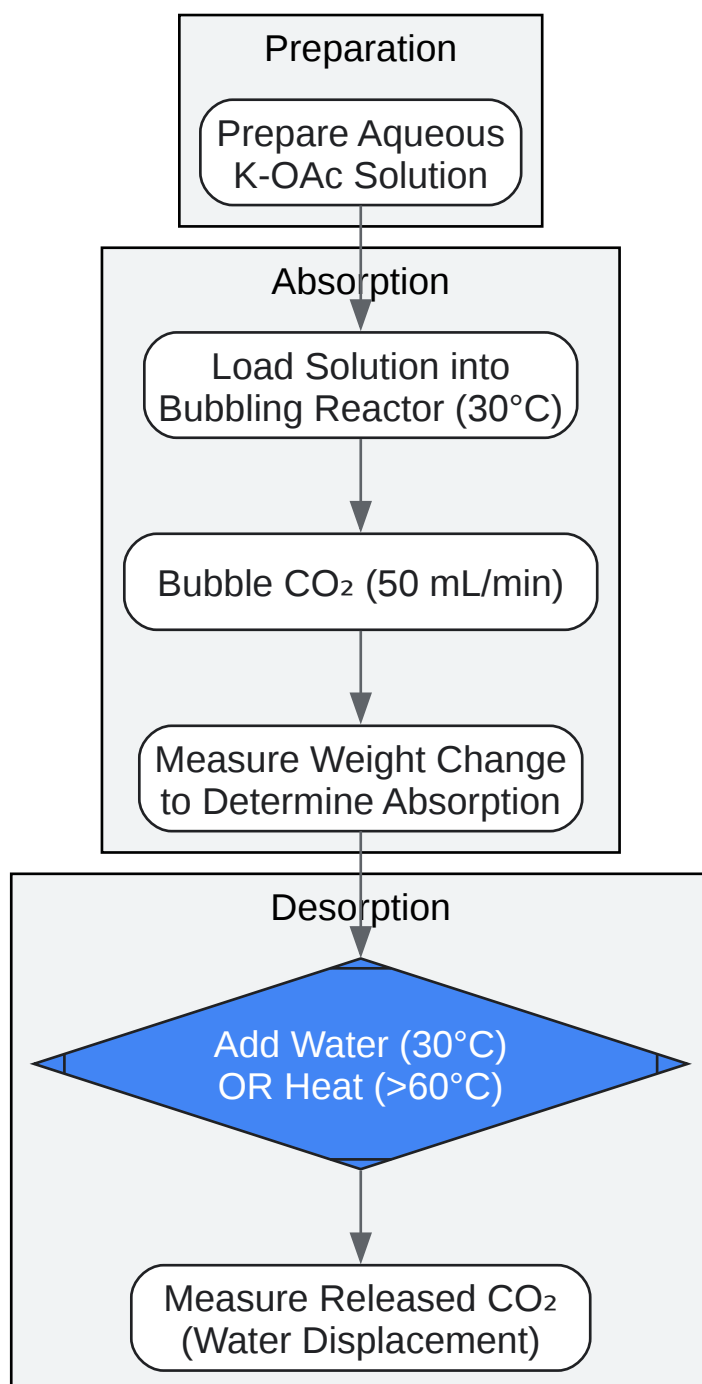 Preparation
Prepare Aqueous
K-OAc Solution
Absorption
Load Solution into
Bubbling Reactor (30°C)
Bubble CO₂ (50 mL/min)
Measure Weight Change
to Determine Absorption
Desorption
Add Water (30°C)
OR Heat (>60°C)
Measure Released CO₂
(Water Displacement)